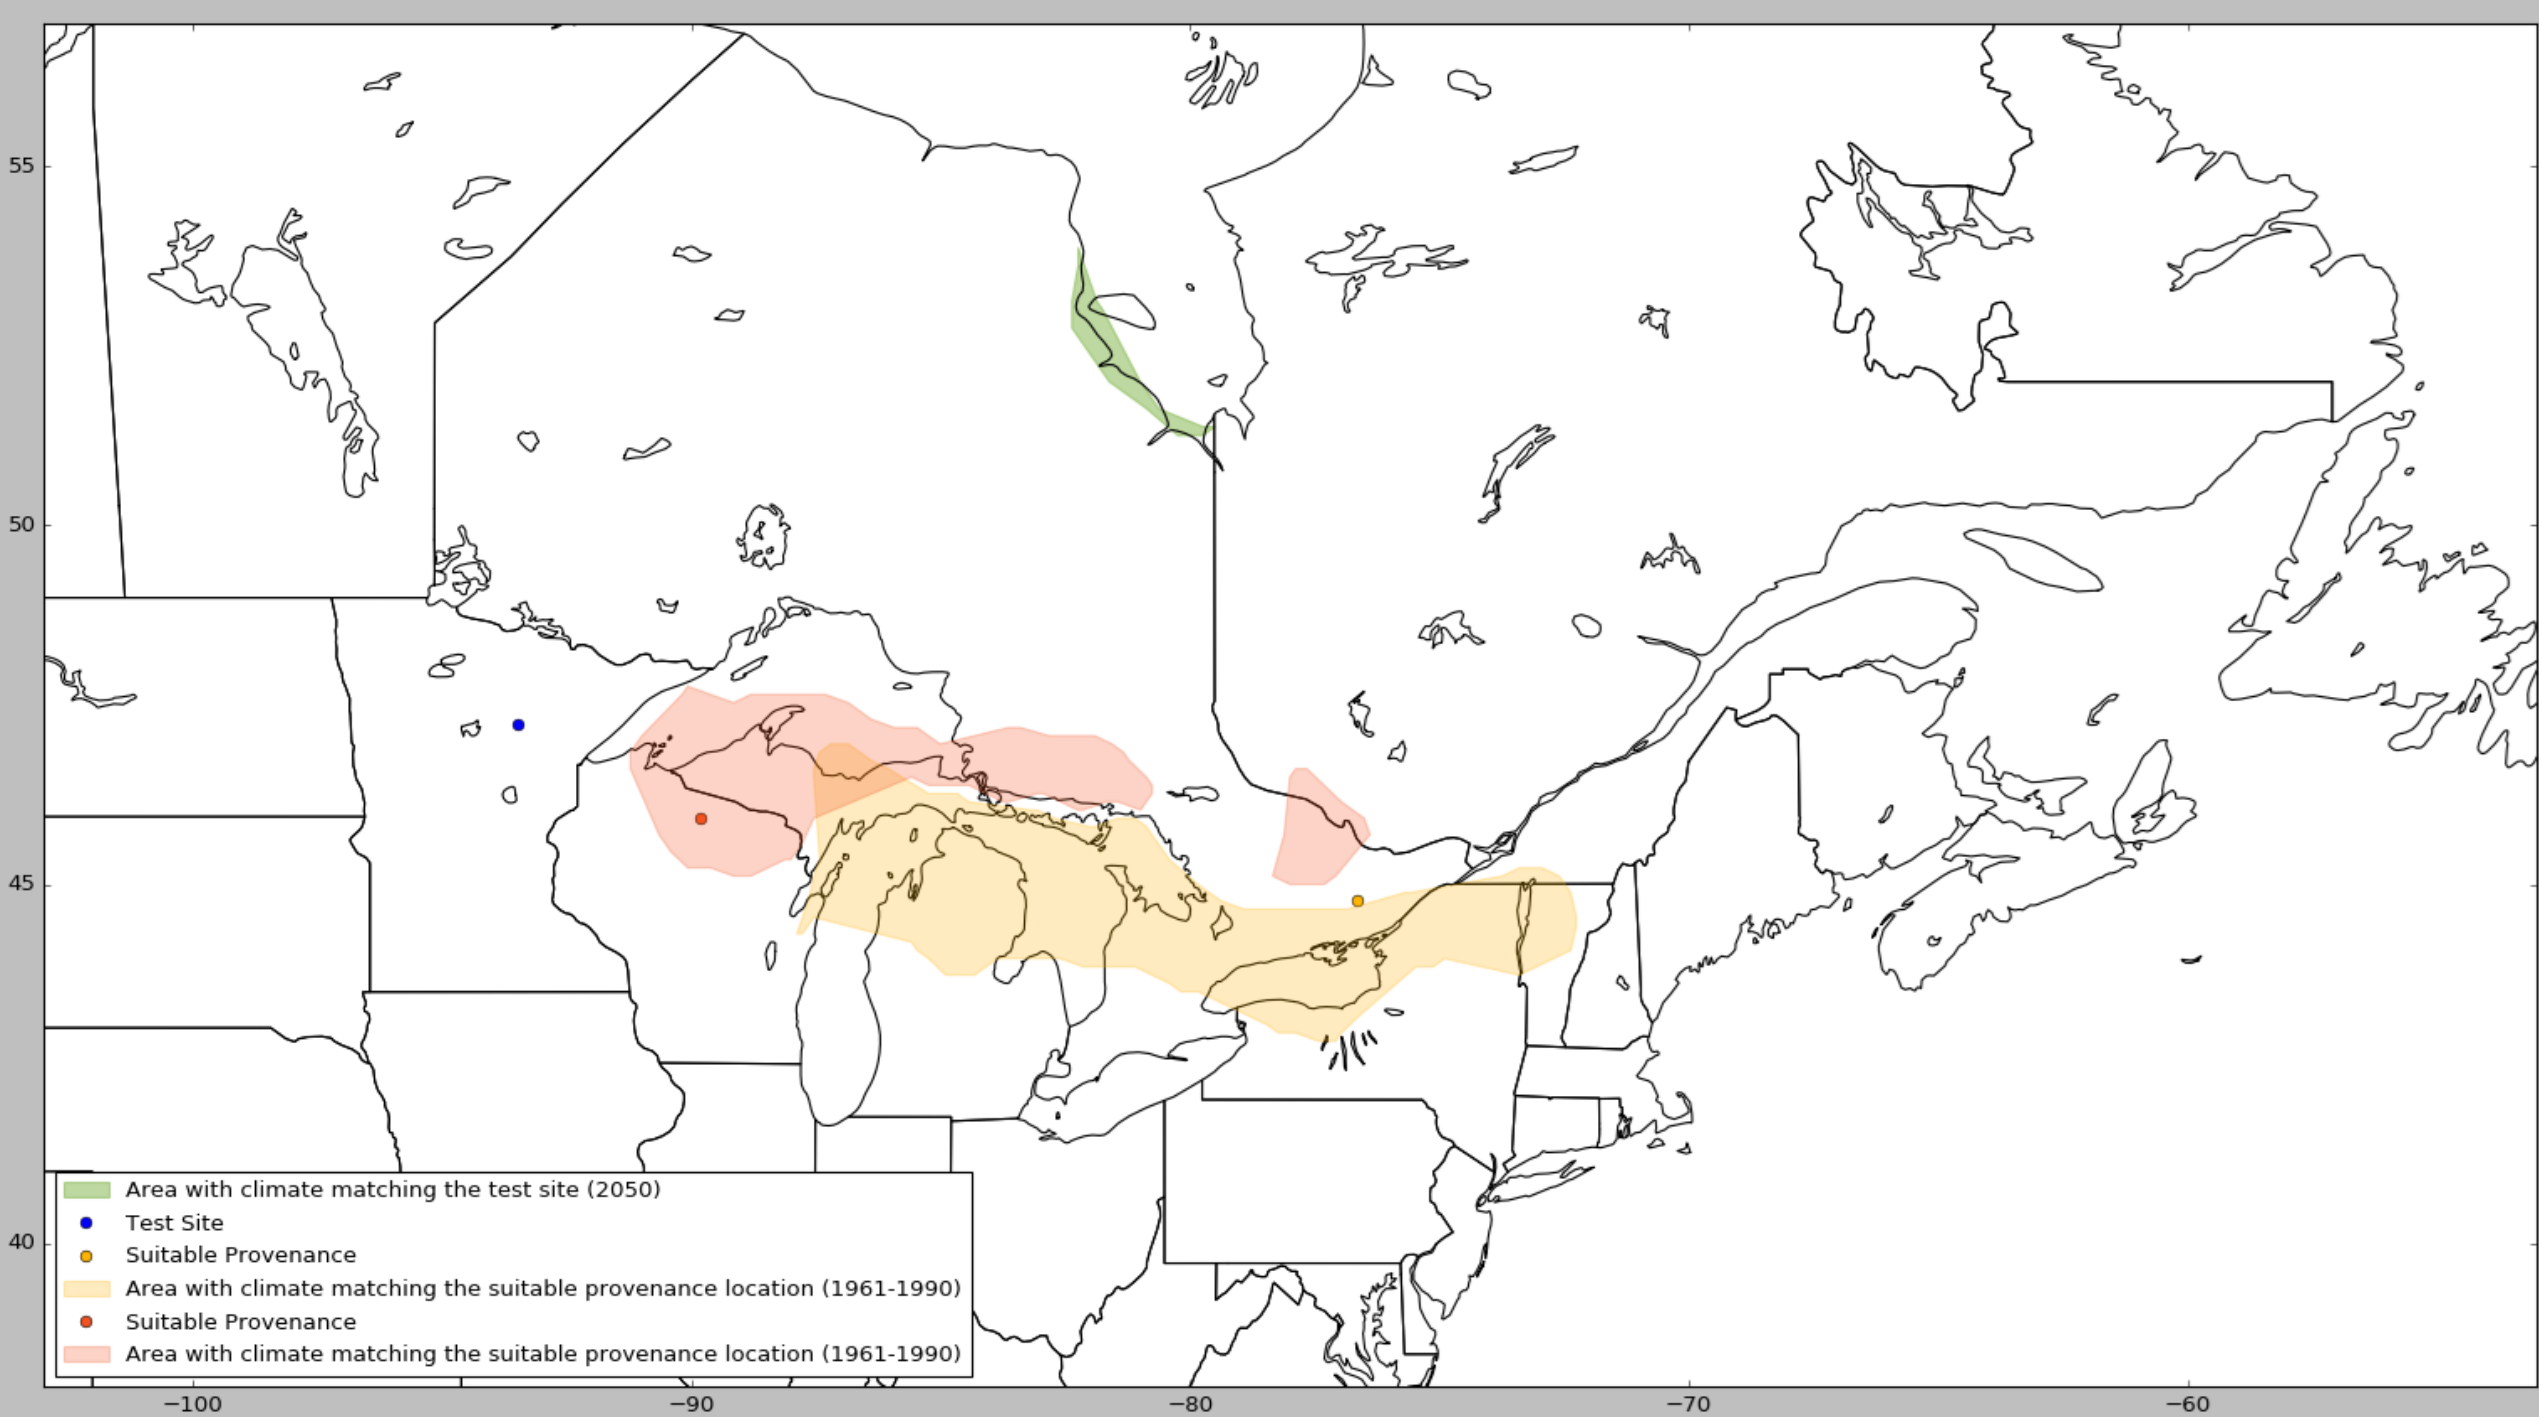 55
50
45
40
Area with climate matching the test site (2050)
Test Site
Suitable Provenance
Area with climate matching the suitable provenance location (1961-1990)
Suitable Provenance
Area with climate matching the suitable provenance location (1961-1990)
−100
−90
−80
−70
−60